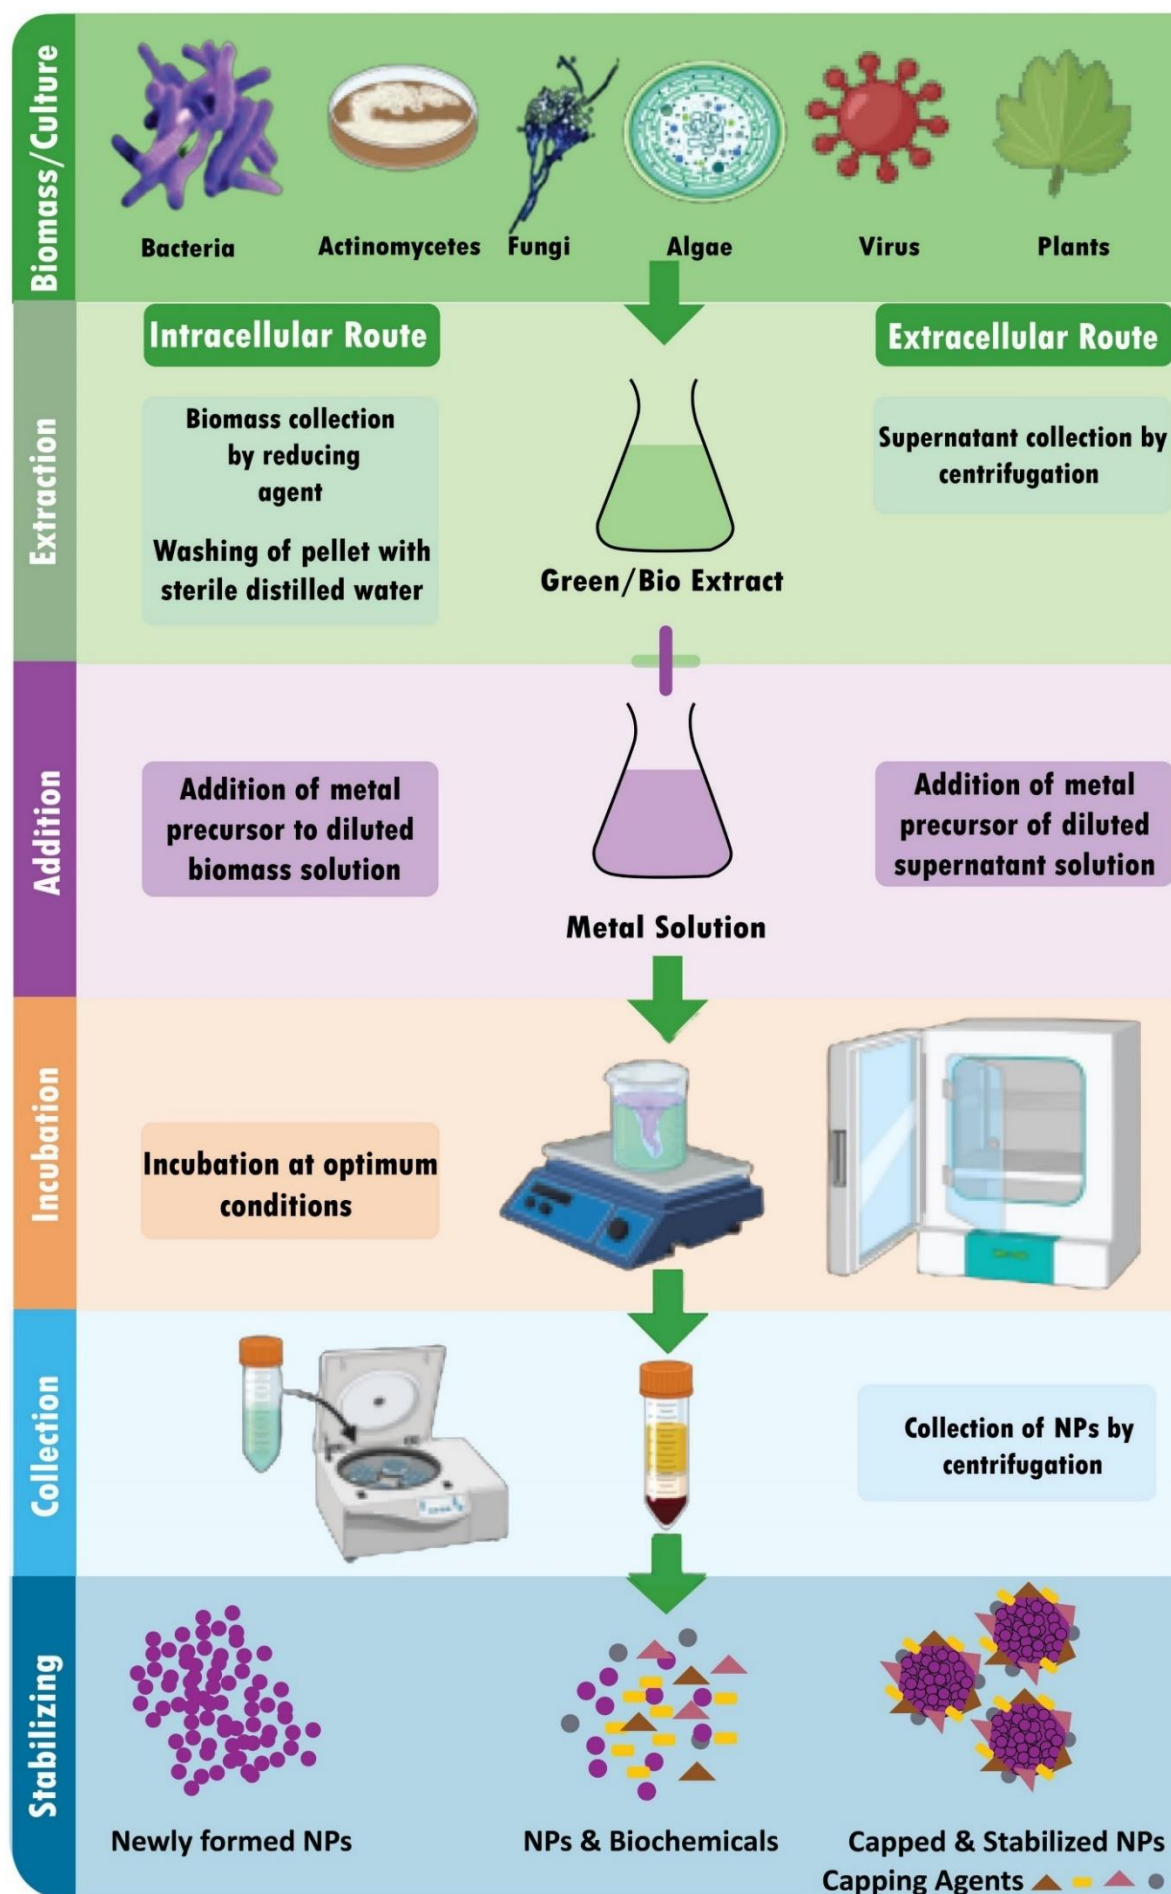 Biomass/Culture
Bacteria
Actinomycetes
Fungi
Algae
Virus
Plants
Extraction
Intracellular Route
Extracellular Route
Biomass collection
by reducing
agent
Washing of pellet with
sterile distilled water
Green/Bio Extract
Supernatant collection by
centrifugation
Addition
Addition of metal
precursor to diluted
biomass solution
Metal Solution
Addition of metal
precursor of diluted
supernatant solution
Incubation
Incubation at optimum
conditions
Collection
Collection of NPs by
centrifugation
Stabilizing
Newly formed NPs
NPs & Biochemicals
Capped & Stabilized NPs
Capping Agents